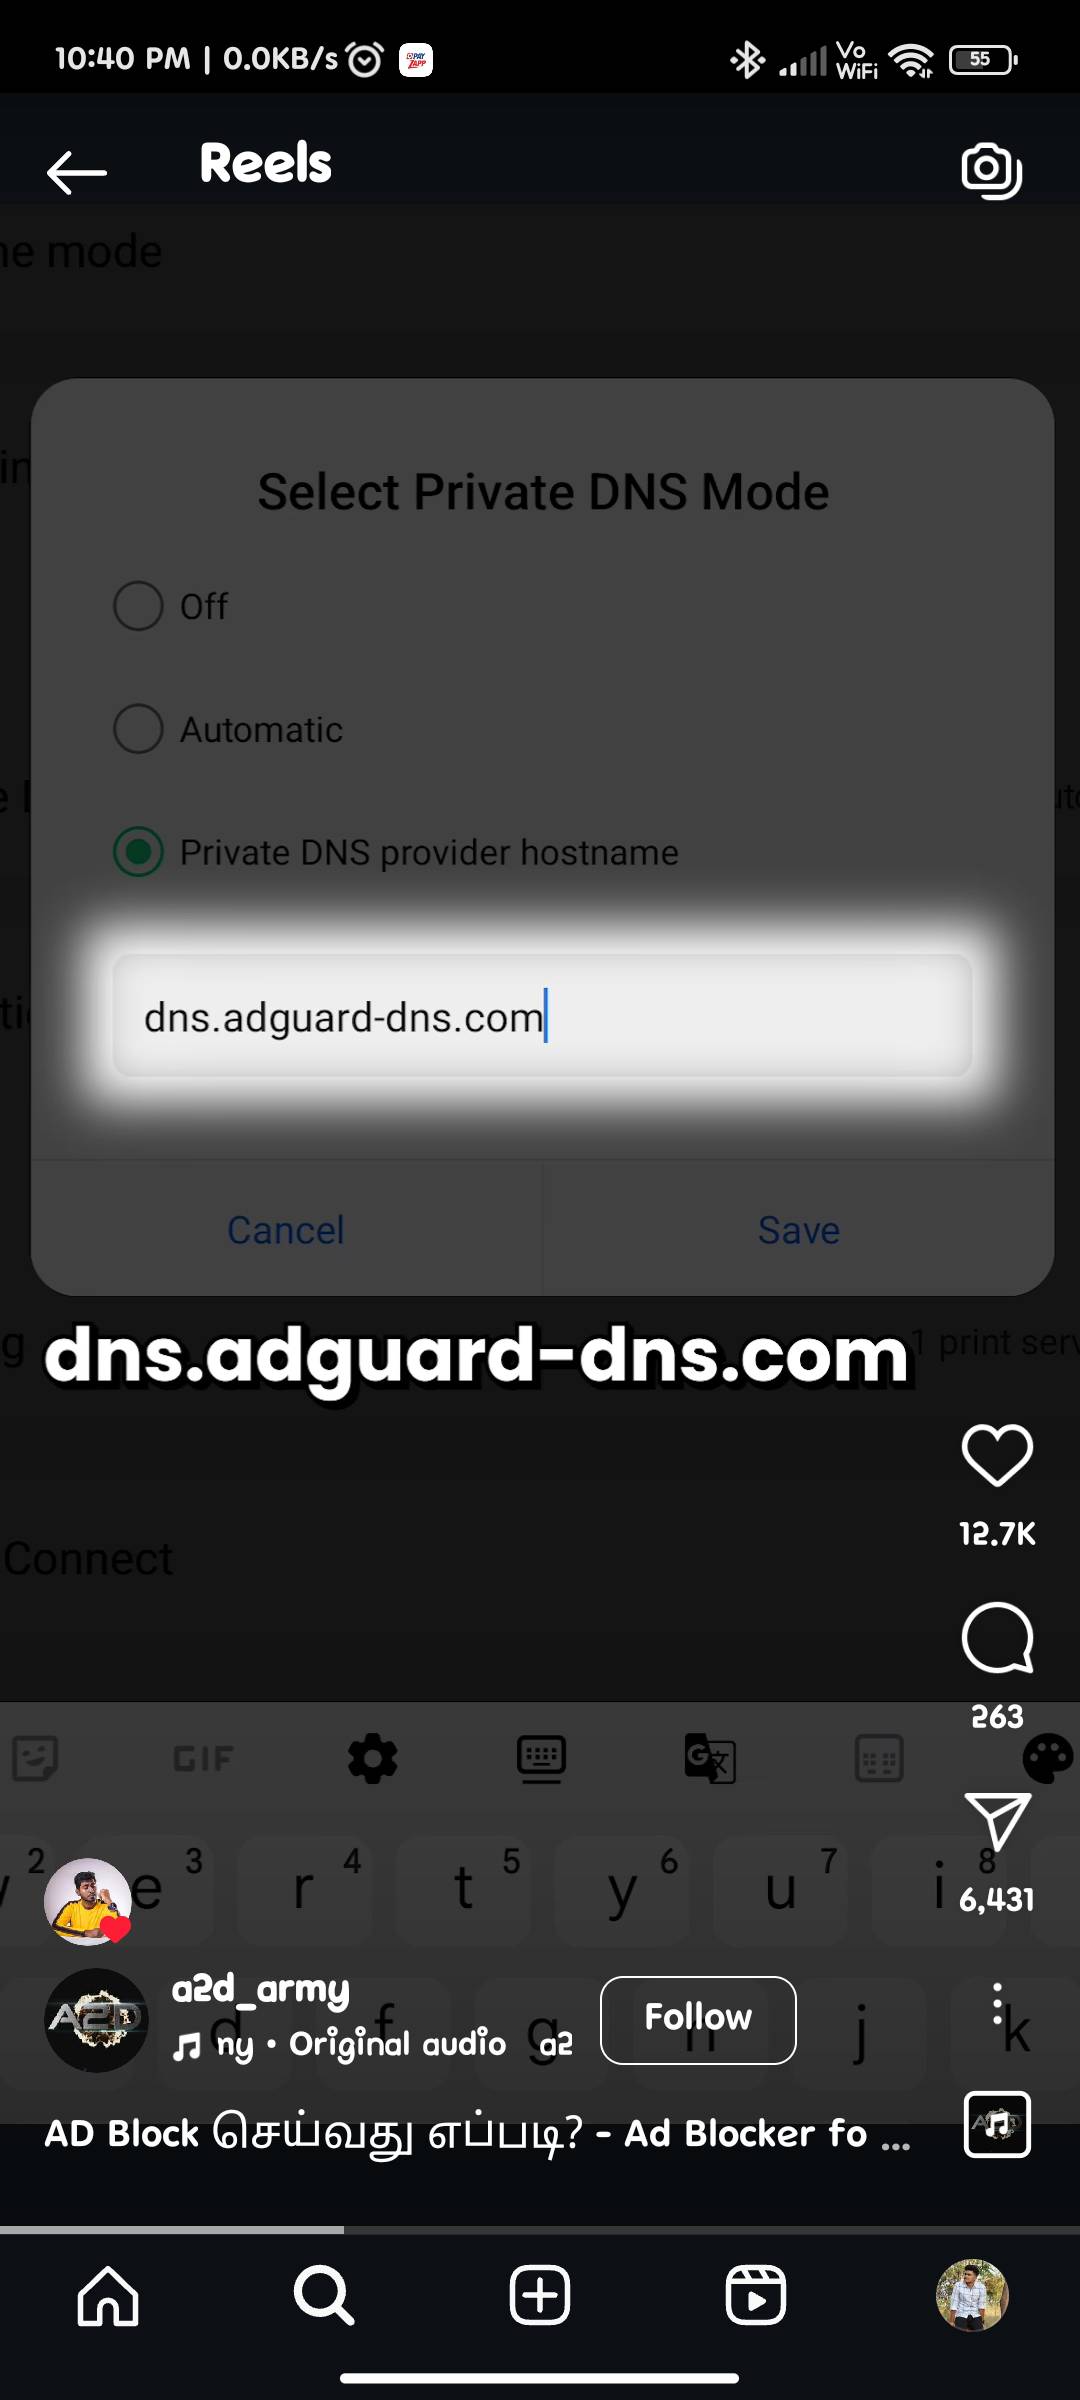 10:40 PM | 0.0KB/s
Vo
WiFi
55
Reels
ne mode
Select Private DNS Mode
Off
Automatic
Private DNS provider hostname
dns.adguard-dns.com
Cancel
Save
dns.adguard-dns.com
1 print serv
12.7K
Connect
263
GIF
2 3 4 5 6 7 8
e r t y u i
6,431
a2d_army
Follow
ny • Original audio a2
d f g h j k
AD Block செய்வது எப்படி? - Ad Blocker fo ...